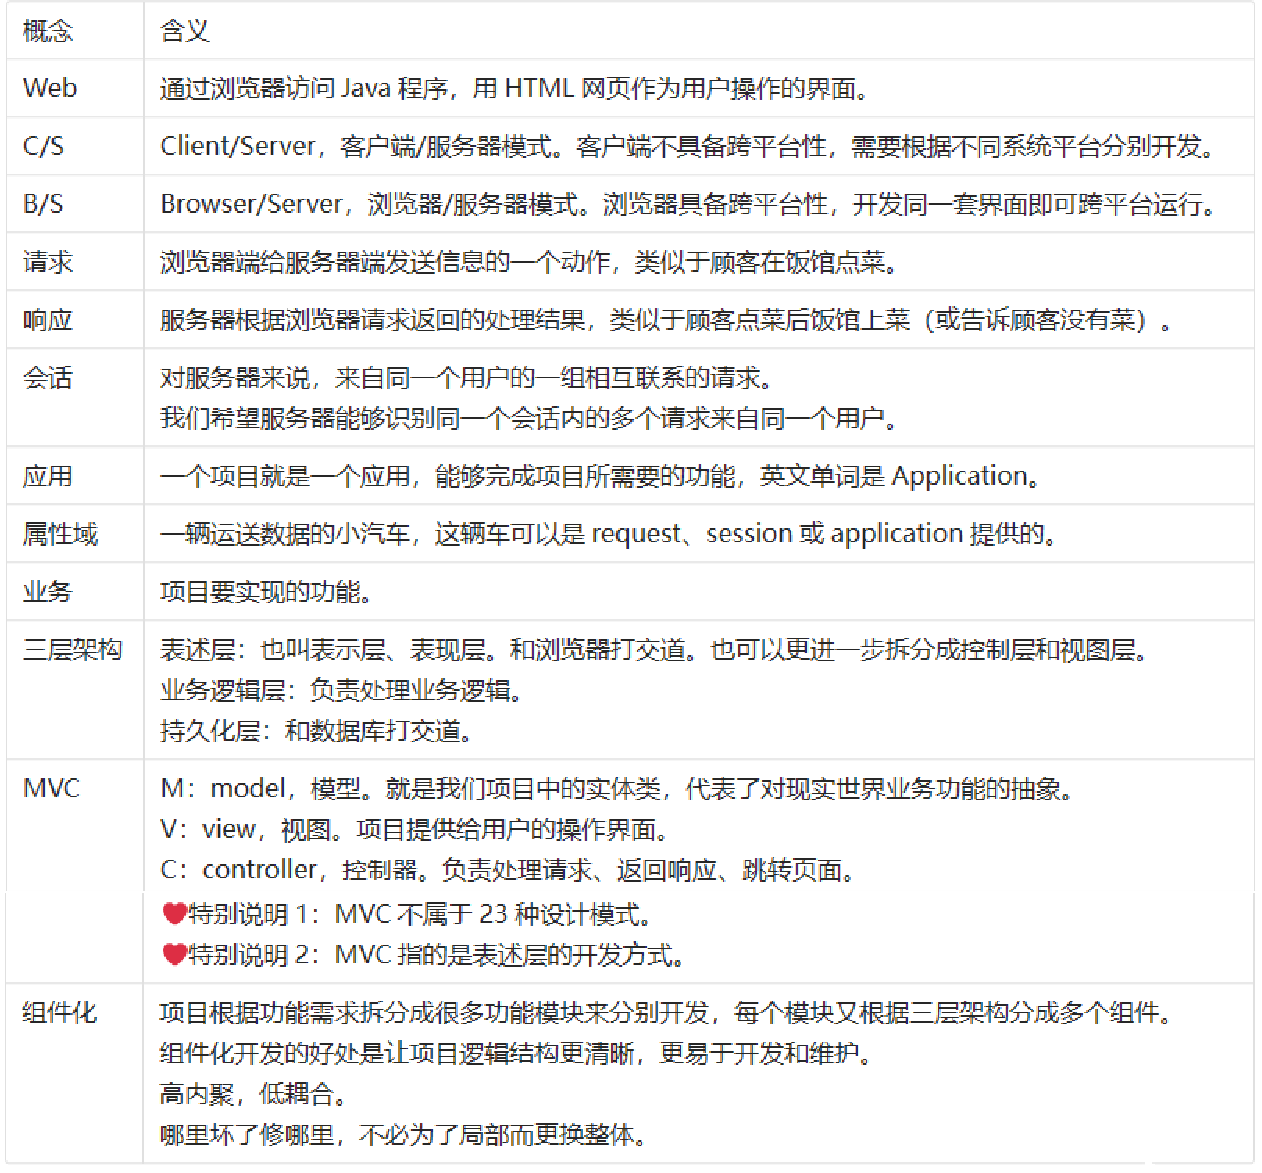 概念 含义
Web 通过浏览器访问 Java 程序，用 HTML 网页作为用户操作的界面。
C/S Client/Server，客户端/服务器模式。客户端不具备跨平台性，需要根据不同系统平台分别开发。
B/S Browser/Server，浏览器/服务器模式。浏览器具备跨平台性，开发同一套界面即可跨平台运行。
请求 浏览器端给服务器端发送信息的一个动作，类似于顾客在饭馆点菜。
响应 服务器根据浏览器请求返回的处理结果，类似于顾客点菜后饭馆上菜（或告诉顾客没有菜）。
会话 对服务器来说，来自同一个用户的一组相互联系的请求。
我们希望服务器能够识别同一个会话内的多个请求来自同一个用户。
应用 一个项目就是一个应用，能够完成项目所需要的功能，英文单词是 Application。
属性域 一辆运送数据的小汽车，这辆车可以是 request、session 或 application 提供的。
业务 项目要实现的功能。
三层架构 表述层：也叫表示层、表现层。和浏览器打交道。也可以更进一步拆分成控制层和视图层。
业务逻辑层：负责处理业务逻辑。
持久化层：和数据库打交道。
MVC M：model，模型。就是我们项目中的实体类，代表了对现实世界业务功能的抽象。
V：view，视图。项目提供给用户的操作界面。
C：controller，控制器。负责处理请求、返回响应、跳转页面。
❤特别说明 1：MVC 不属于 23 种设计模式。
❤特别说明 2：MVC 指的是表述层的开发方式。
组件化 项目根据功能需求拆分成很多功能模块来分别开发，每个模块又根据三层架构分成多个组件。
组件化开发的好处是让项目逻辑结构更清晰，更易于开发和维护。
高内聚，低耦合。
哪里坏了修哪里，不必为了局部而更换整体。